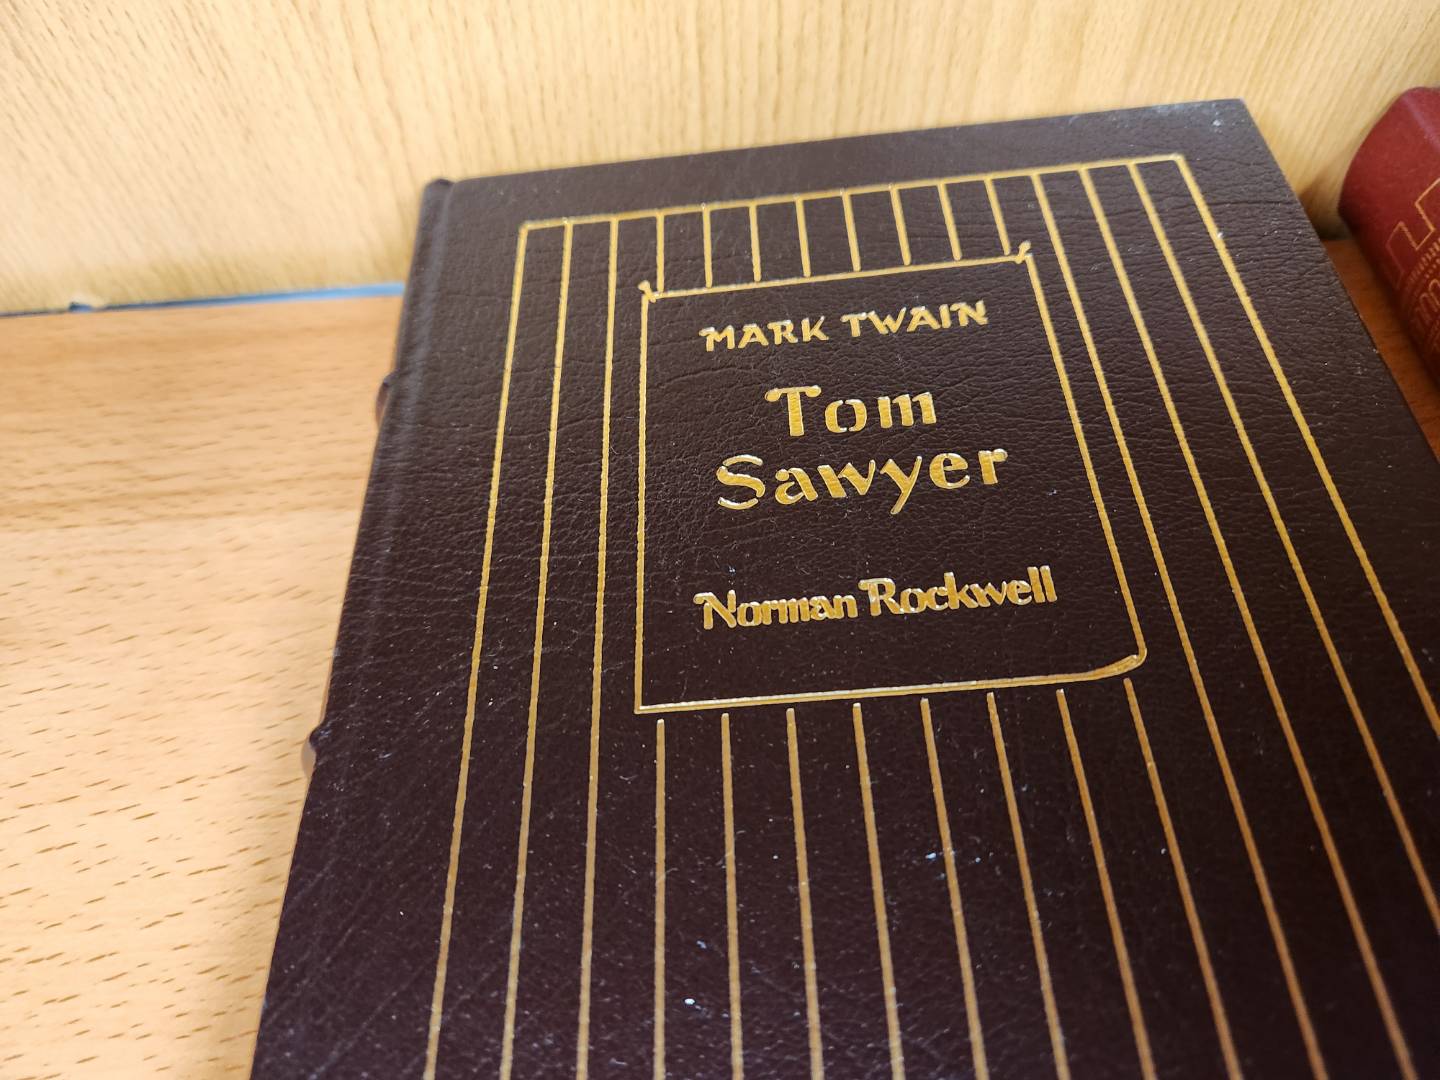 MARK TWAIN
Tom
Sawyer
Norman Rockwell